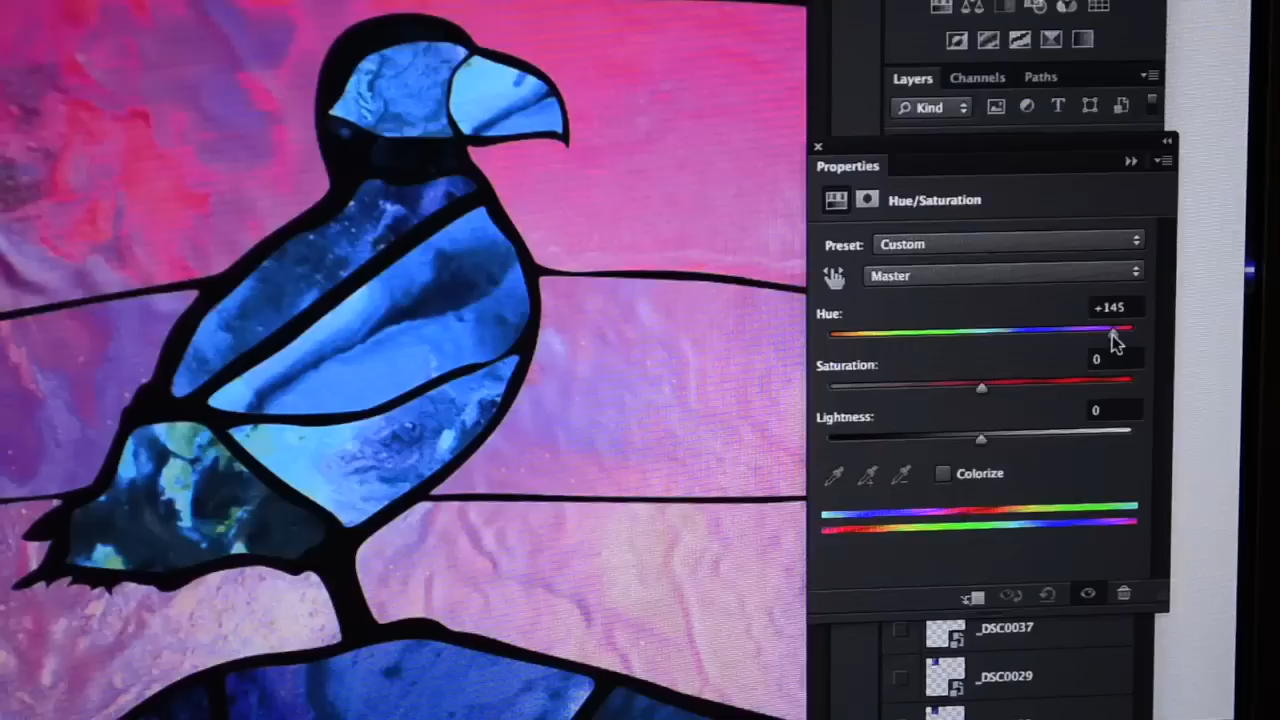 Layers Channels Paths
Kind
Properties
Hue/Saturation
Preset: Custom
Master
Hue: +145
Saturation: 0
Lightness: 0
Colorize
_DSC0037
_DSC0029